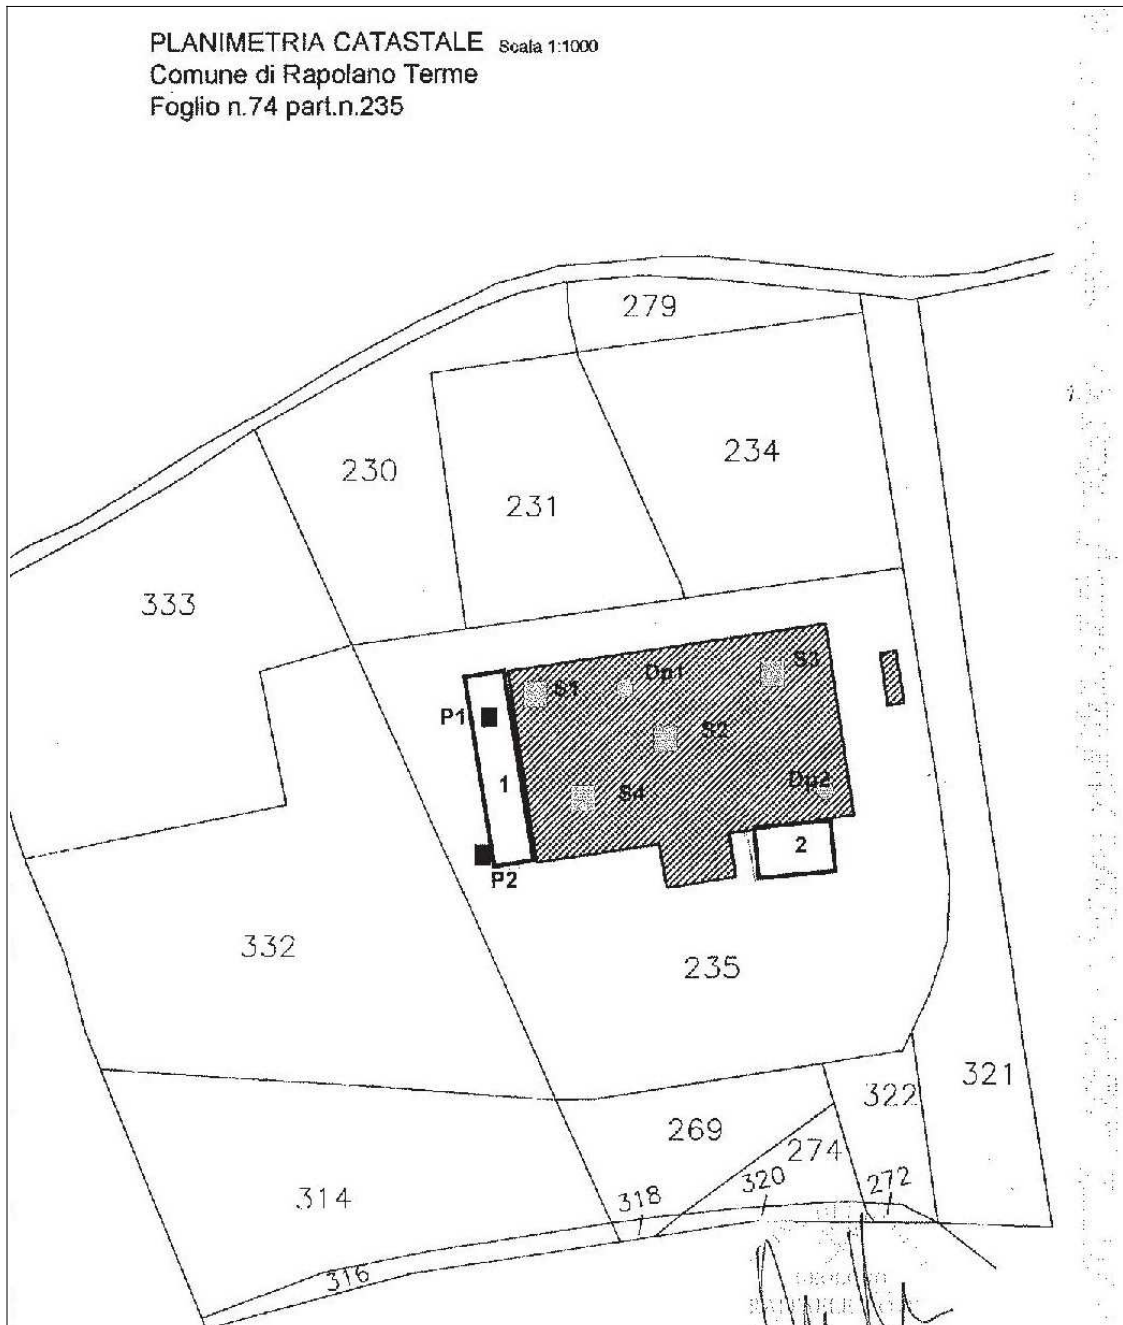 PLANIMETRIA CATASTALE Scala 1:1000
Comune di Rapolano Terme
Foglio n.74 part.n.235
279
234
230
231
333
S3
Dp1
S1
P1
S2
1
Dp2
S4
2
P2
332
235
321
322
269
274
272
320
318
314
316